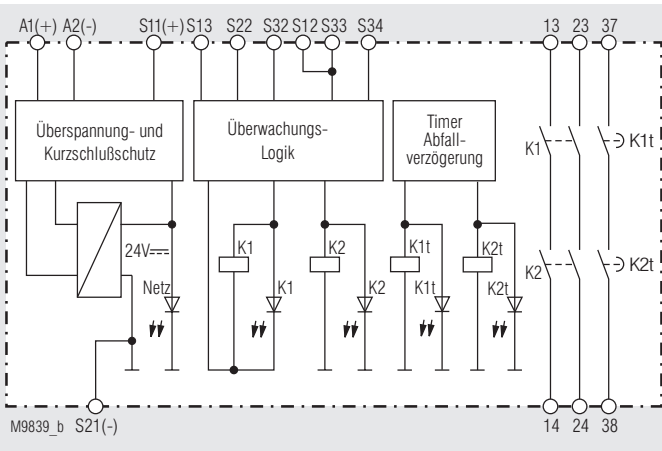 A1(+) A2(-) S11(+) S13 S22 S32 S12 S33 S34 13 23 37
Überspannung- und
Kurzschlußschutz
Überwachungs-
Logik
Timer
Abfall-
verzögerung
K1 K1t
24V
K1 K2 K1t K2t
K2 K2t
Netz K1 K2 K1t K2t
M9839_b S21(-) 14 24 38